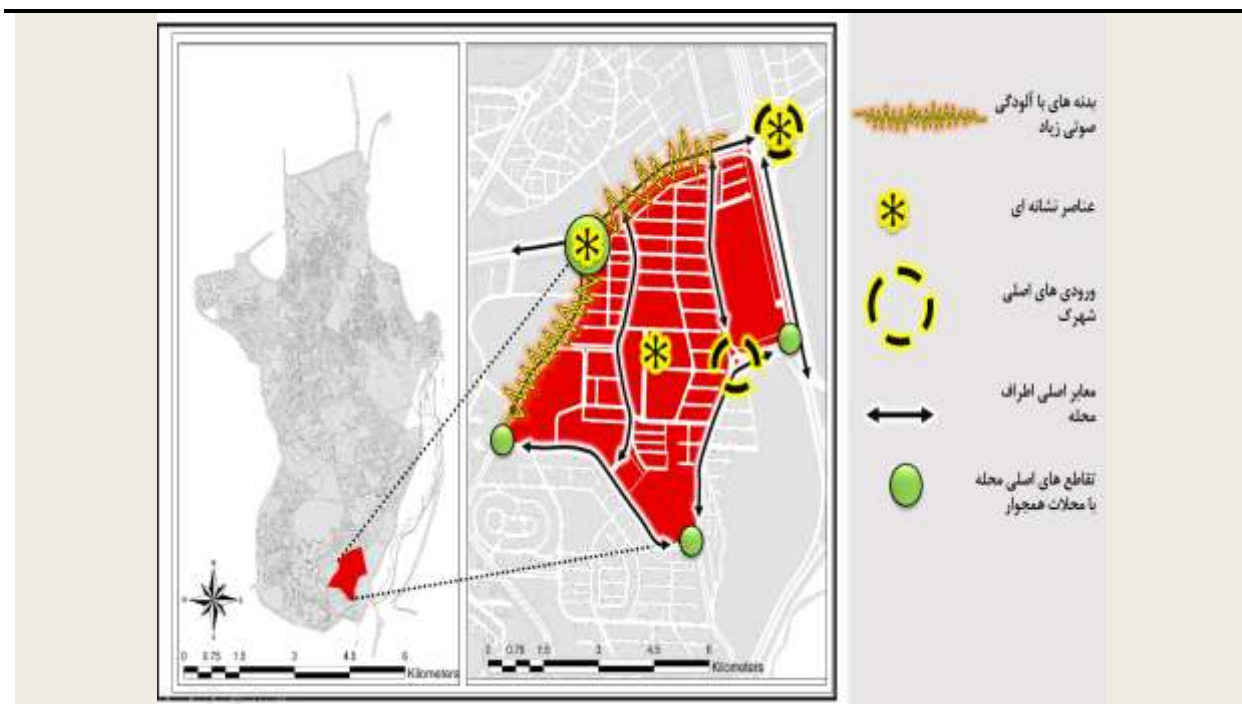 بدنه های با آلودگی
صوتی زیاد
عناصر نشانه ای
ورودی های اصلی
شهرک
معابر اصلی اطراف
محله
تقاطع های اصلی محله
با محلات همجوار
0 0.75 1.5 3 4.5 6
Kilometers
0 0.75 1.5 3 4.5 6
Kilometers